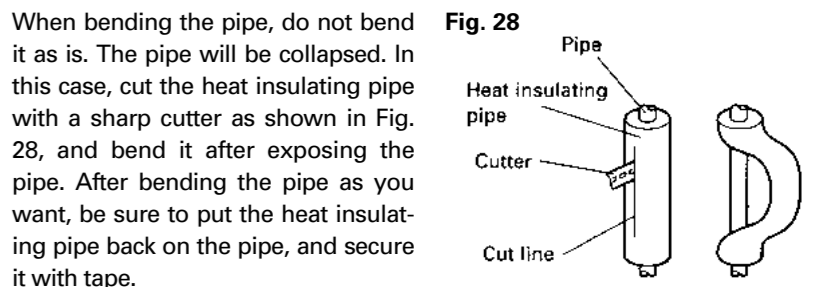 When bending the pipe, do not bend
it as is. The pipe will be collapsed. In
this case, cut the heat insulating pipe
with a sharp cutter as shown in Fig.
28, and bend it after exposing the
pipe. After bending the pipe as you
want, be sure to put the heat insulat-
ing pipe back on the pipe, and secure
it with tape.
Fig. 28
Pipe
Heat insulating
pipe
Cutter
Cut line